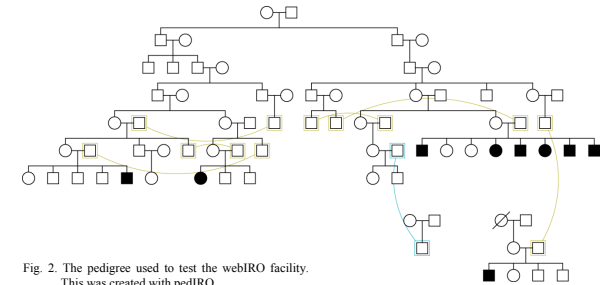 Fig. 2. The pedigree used to test the webIRO facility.
This was created with pedIRO.